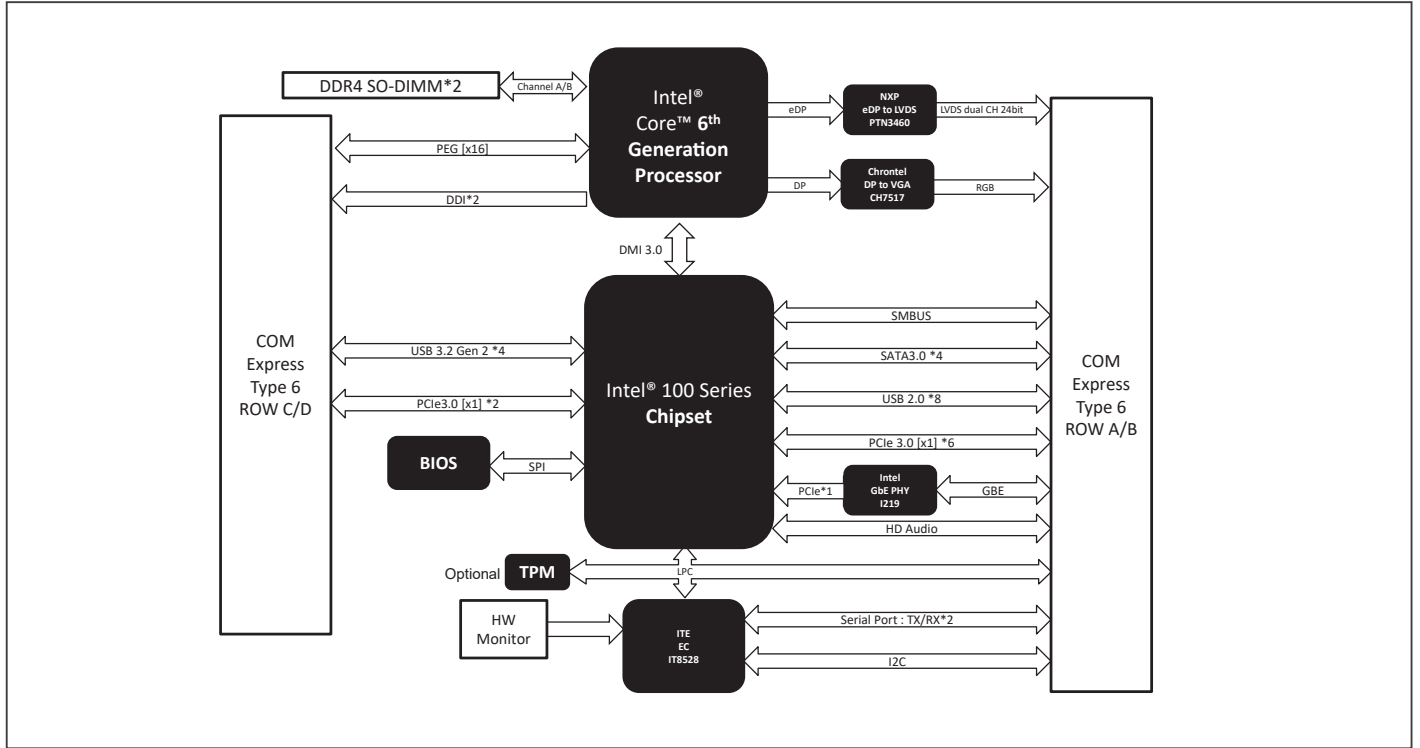 DDR4 SO-DIMM*2
Channel A/B
Intel®
Core™ 6th
Generation
Processor
eDP
NXP
eDP to LVDS
PTN3460
LVDS dual CH 24bit
PEG [x16]
DDI*2
DP
Chrontel
DP to VGA
CH7517
RGB
DMI 3.0
COM
Express
Type 6
ROW C/D
USB 3.2 Gen 2 *4
PCIe3.0 [x1] *2
BIOS
SPI
Intel® 100 Series
Chipset
SMBUS
SATA3.0 *4
USB 2.0 *8
PCIe 3.0 [x1] *6
PCIe*1
Intel
GbE PHY
I219
GBE
HD Audio
COM
Express
Type 6
ROW A/B
Optional
TPM
LPC
HW
Monitor
ITE
EC
IT8528
Serial Port : TX/RX*2
I2C